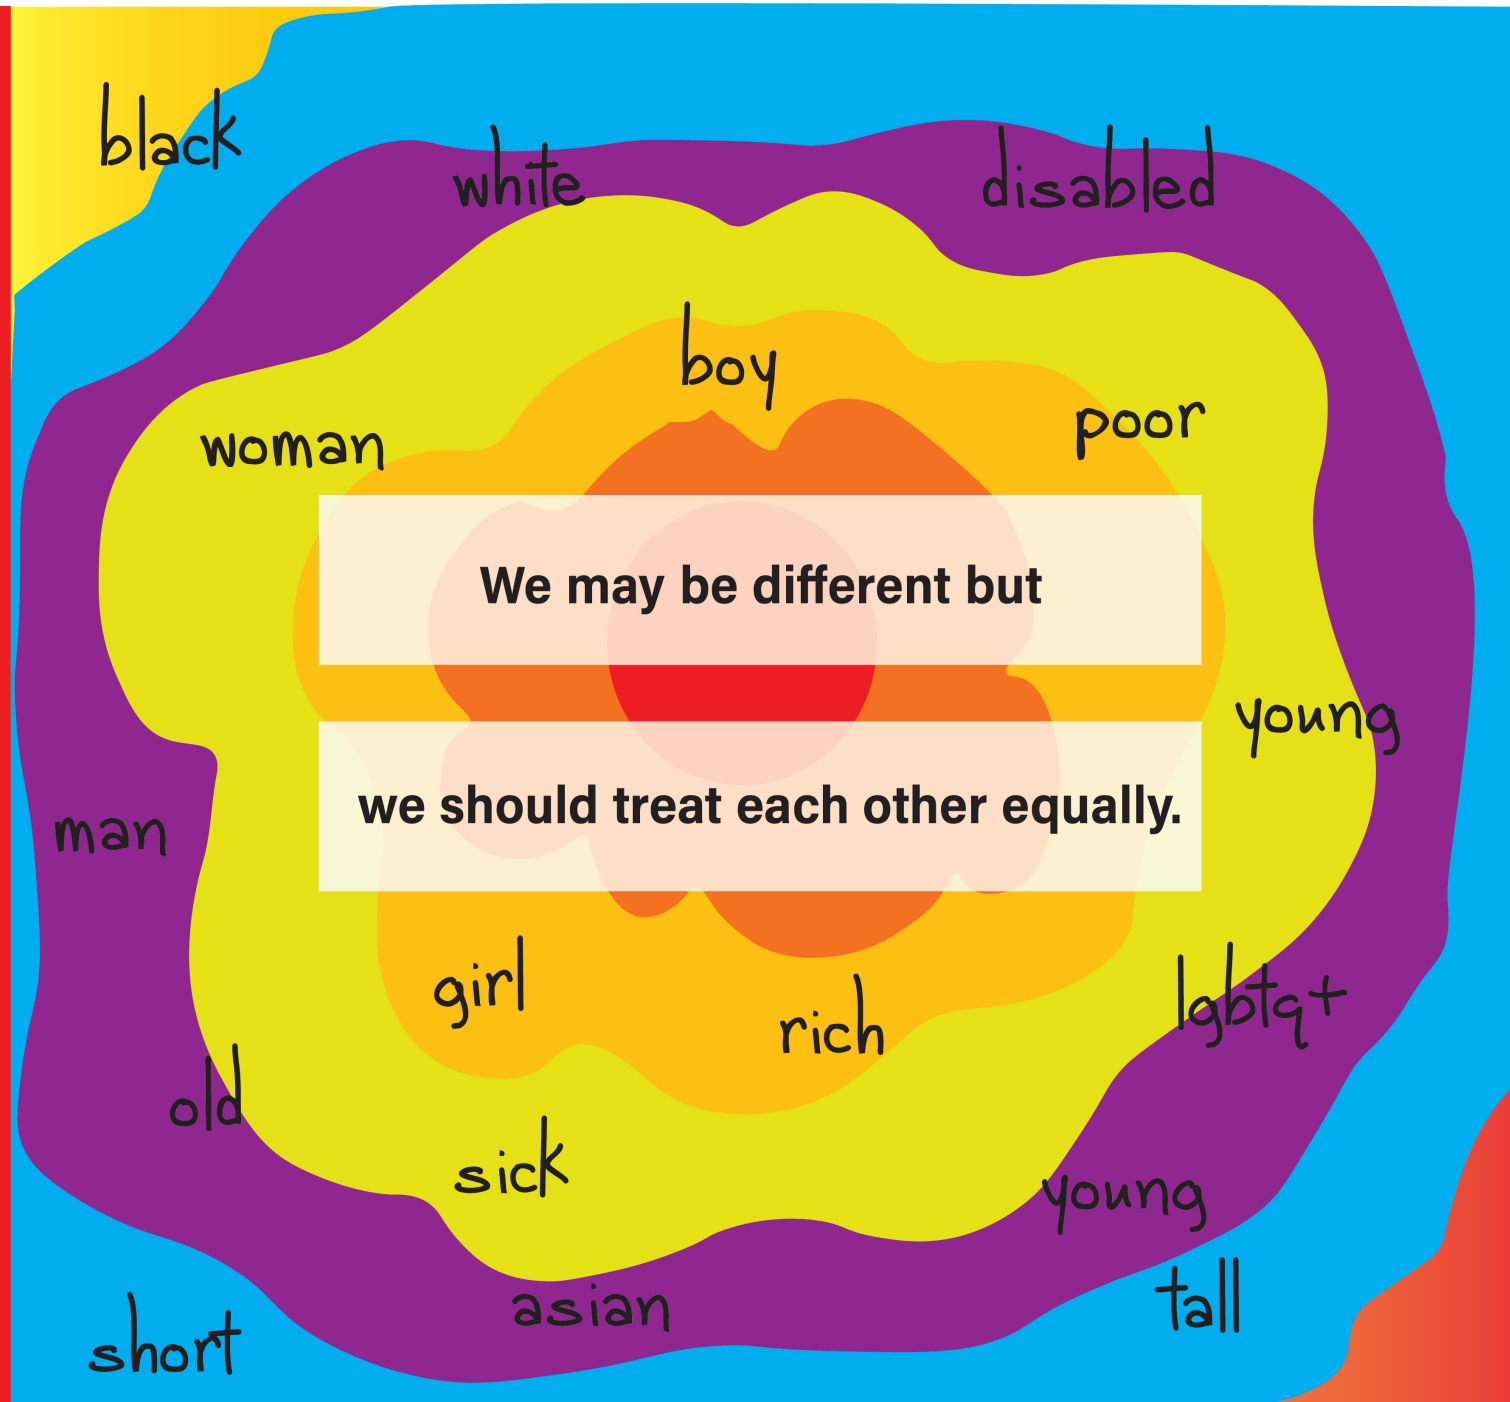 black
white
disabled
boy
poor
woman
We may be different but
young
we should treat each other equally.
man
girl
rich
lgbtq+
old
sick
young
asian
tall
short